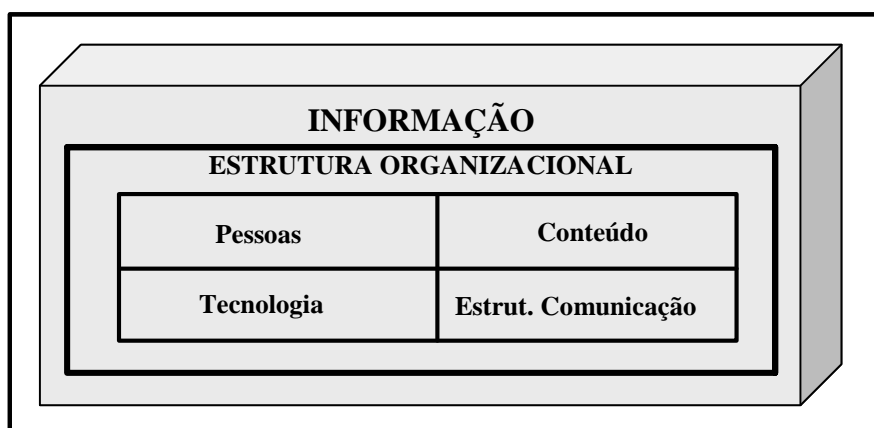 INFORMAÇÃO
ESTRUTURA ORGANIZACIONAL
Pessoas
Conteúdo
Tecnologia
Estrut. Comunicação